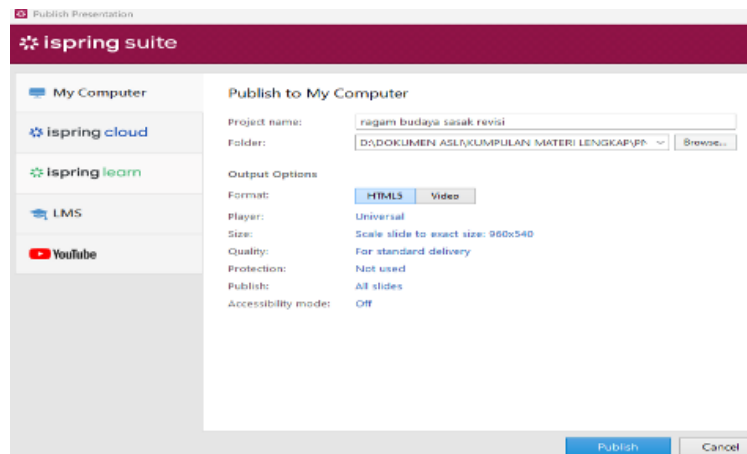 Publish Presentation
ispring suite
My Computer
ispring cloud
ispring learn
LMS
YouTube
Publish to My Computer
Project name: ragam budaya sasak revisi
Folder: D:\DOKUMEN ASLI\KUMPULAN MATERI LENGKAP\ Browse...
Output Options
Format: HTML5 Video
Player: Universal
Size: Scale slide to exact size: 960x540
Quality: For standard delivery
Protection: Not used
Publish: All slides
Accessibility mode: Off
Publish Cancel